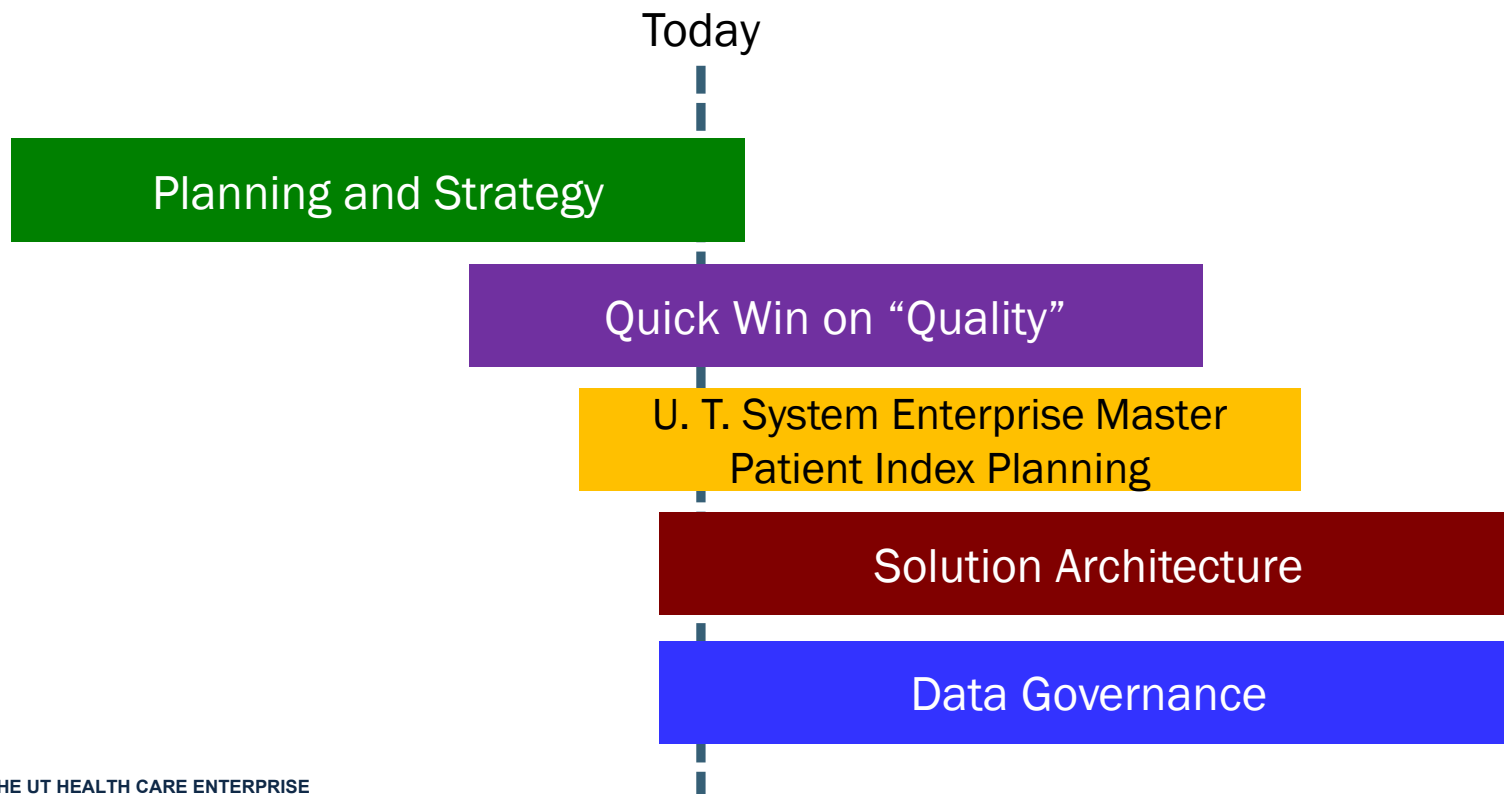 Today
Planning and Strategy
Quick Win on “Quality”
U. T. System Enterprise Master
Patient Index Planning
Solution Architecture
Data Governance
HE UT HEALTH CARE ENTERPRISE